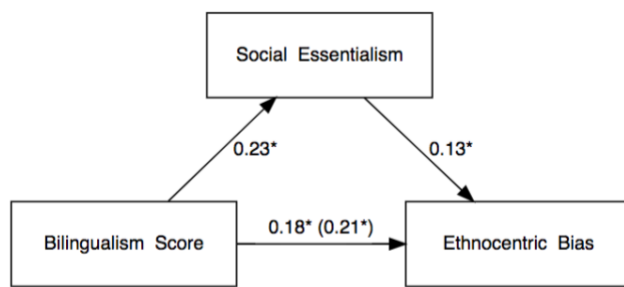 Social Essentialism
0.23*
0.13*
Bilingualism Score
0.18* (0.21*)
Ethnocentric Bias